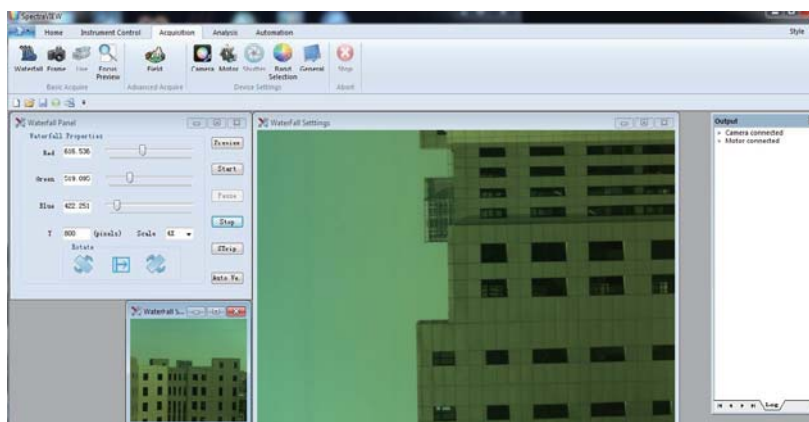 SpectraVIEW
Home Instrument Control Acquisition Analysis Automation Style
Waterfall Frame Live Focus Preview Field Camera Motor Shutter Band Selection General Stop
Basic Acquire Advanced Acquire Device Settings Abort
Waterfall Panel
Waterfall Properties
Red 616.536
Preview
Green 519.095
Start
Blue 422.251
Pause
Y 800 (pixels) Scale 4X
Stop
Rotate
Strip
Auto Ve.
Waterfall S...
WaterFall Settings
Output
Camera connected
Motor connected
Log